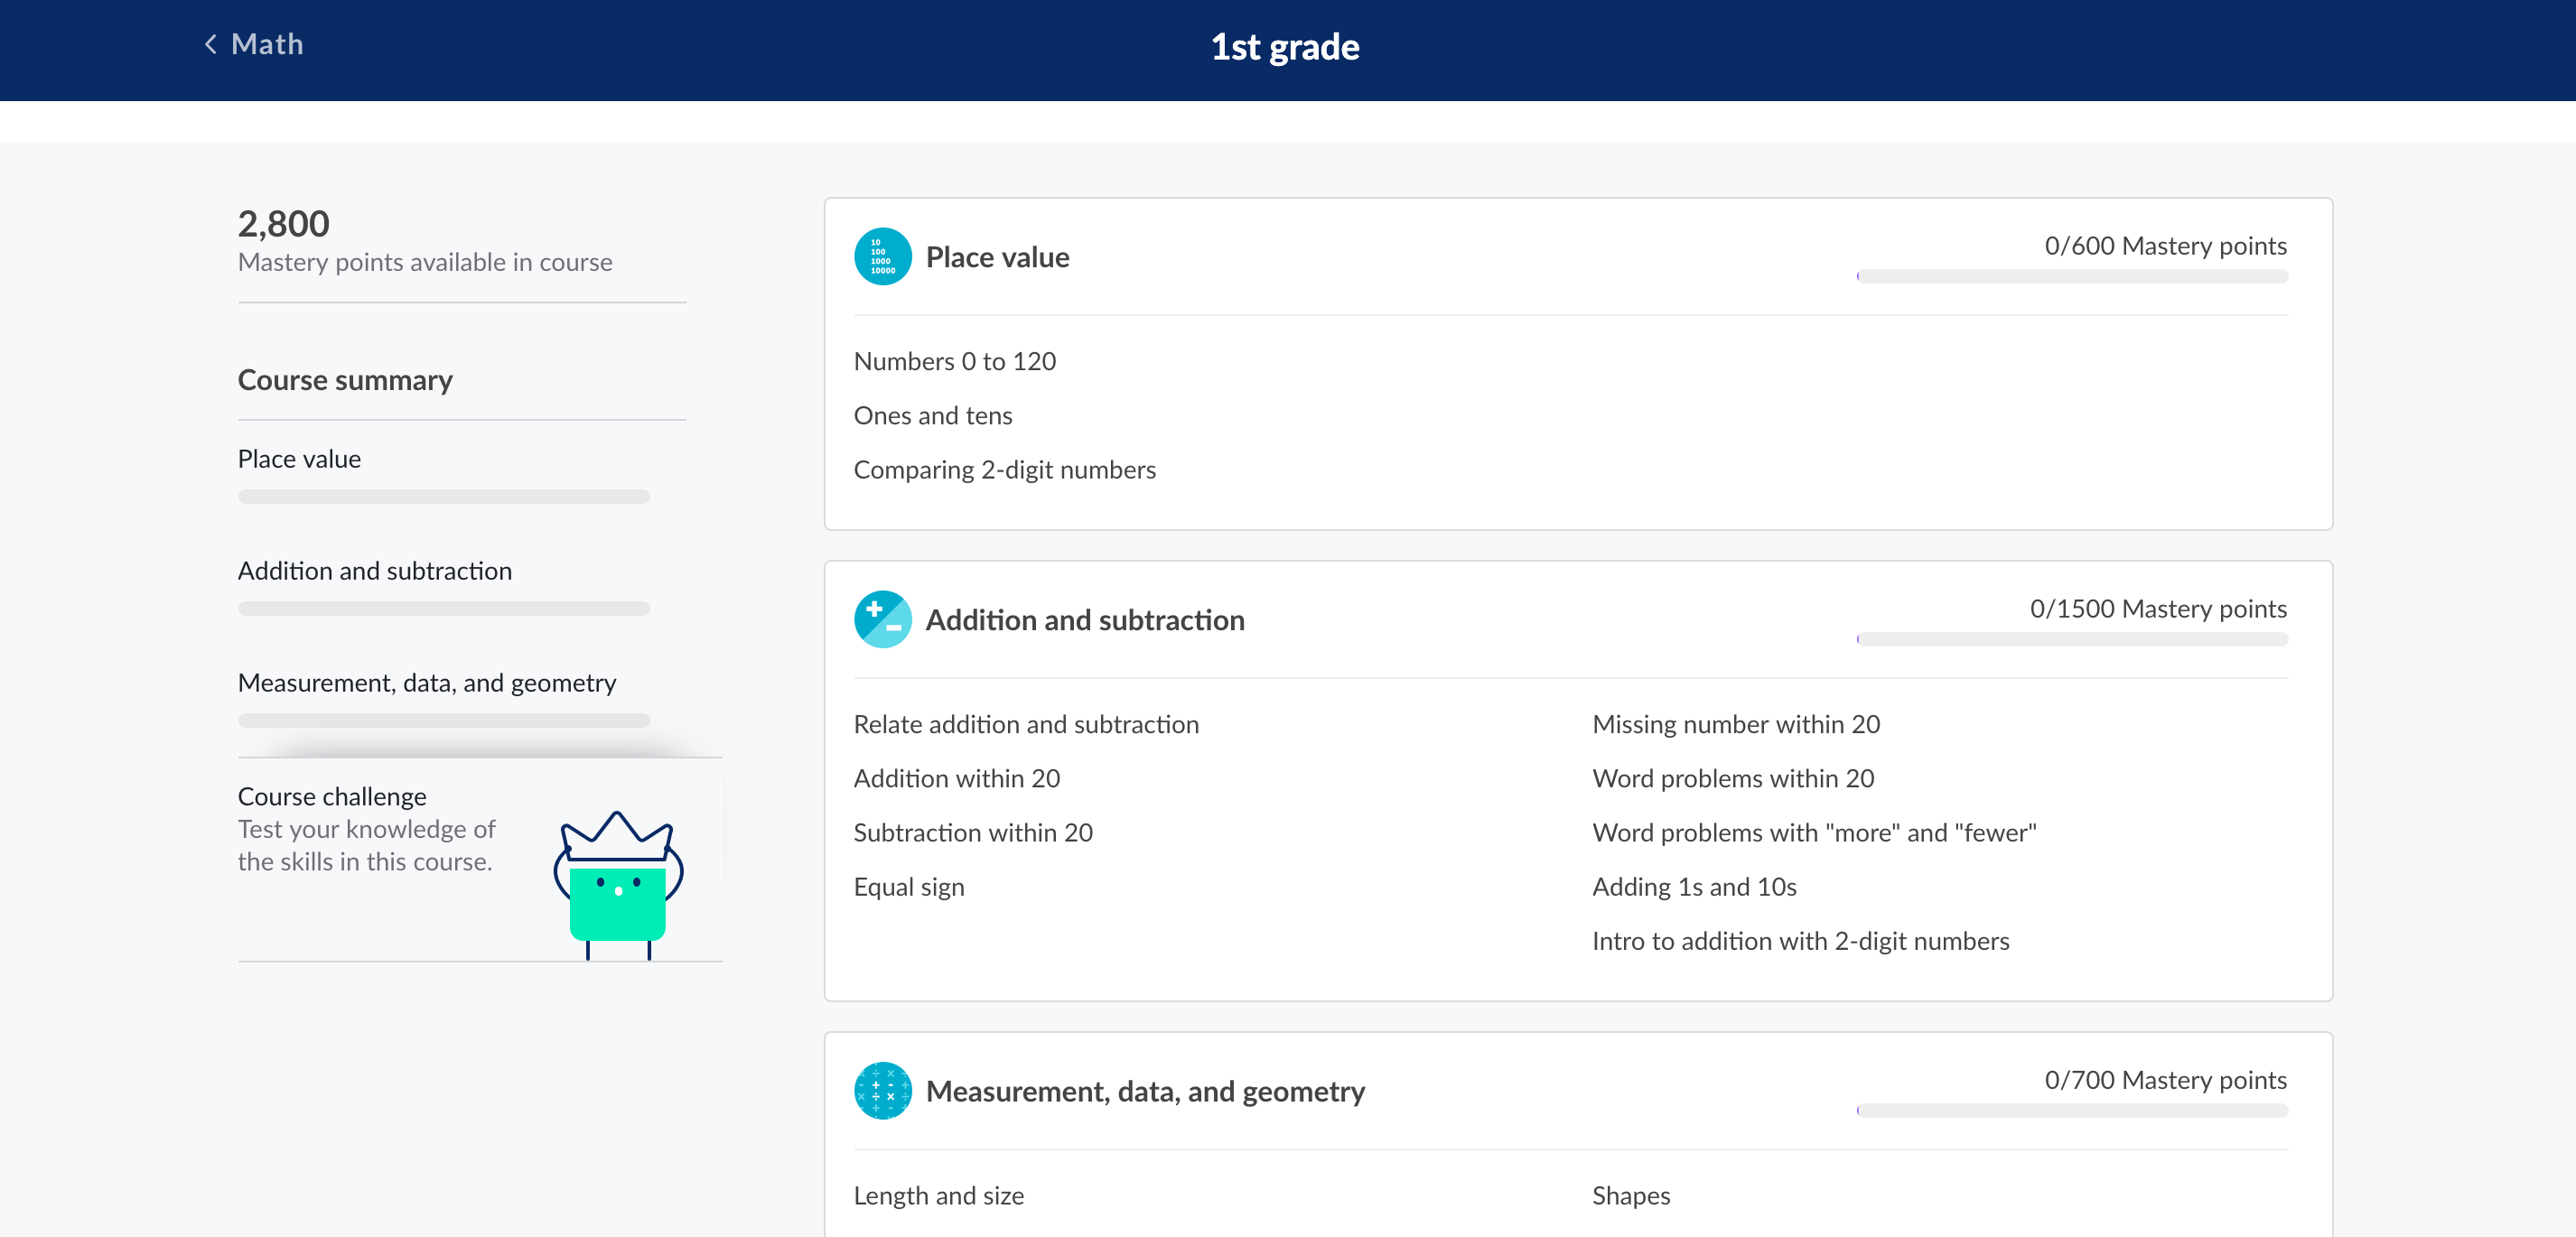 Math
1st grade
2,800
Mastery points available in course
Course summary
Place value
Addition and subtraction
Measurement, data, and geometry
Course challenge
Test your knowledge of
the skills in this course.
10
100
1000
10000
Place value
0/600 Mastery points
Numbers 0 to 120
Ones and tens
Comparing 2-digit numbers
Addition and subtraction
0/1500 Mastery points
Relate addition and subtraction
Addition within 20
Subtraction within 20
Equal sign
Missing number within 20
Word problems within 20
Word problems with "more" and "fewer"
Adding 1s and 10s
Intro to addition with 2-digit numbers
Measurement, data, and geometry
0/700 Mastery points
Length and size
Shapes